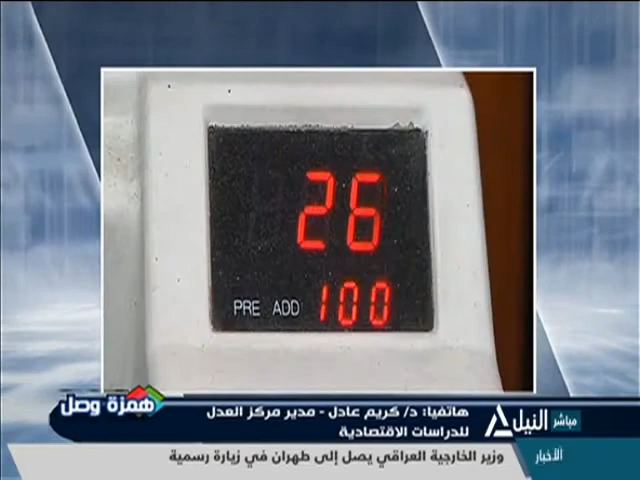 26
PRE ADD 100
همزة وصل
هاتفيا: د/ كريم عادل - مدير مركز العدل
للدراسات الاقتصادية
النيل مباشر
الأخبار
وزير الخارجية العراقي يصل إلى طهران في زيارة رسمية